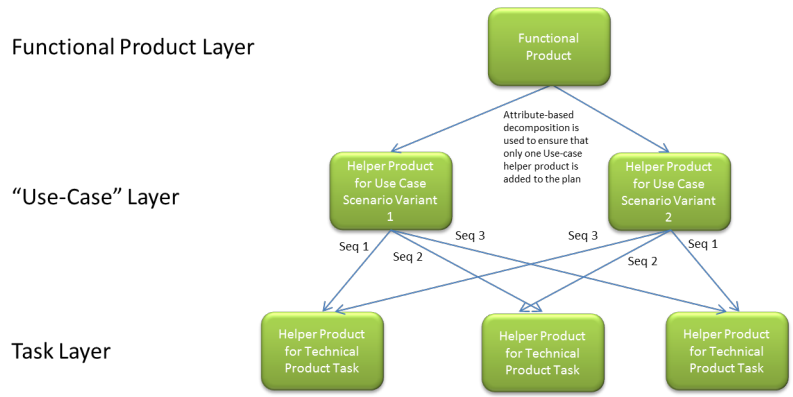 Functional Product Layer
Functional
Product
Attribute-based
decomposition is
used to ensure that
only one Use-case
helper product is
added to the plan
“Use-Case” Layer
Helper Product
for Use Case
Scenario Variant
1
Helper Product
for Use Case
Scenario Variant
2
Seq 1
Seq 2
Seq 3
Seq 3
Seq 2
Seq 1
Task Layer
Helper Product
for Technical
Product Task
Helper Product
for Technical
Product Task
Helper Product
for Technical
Product Task